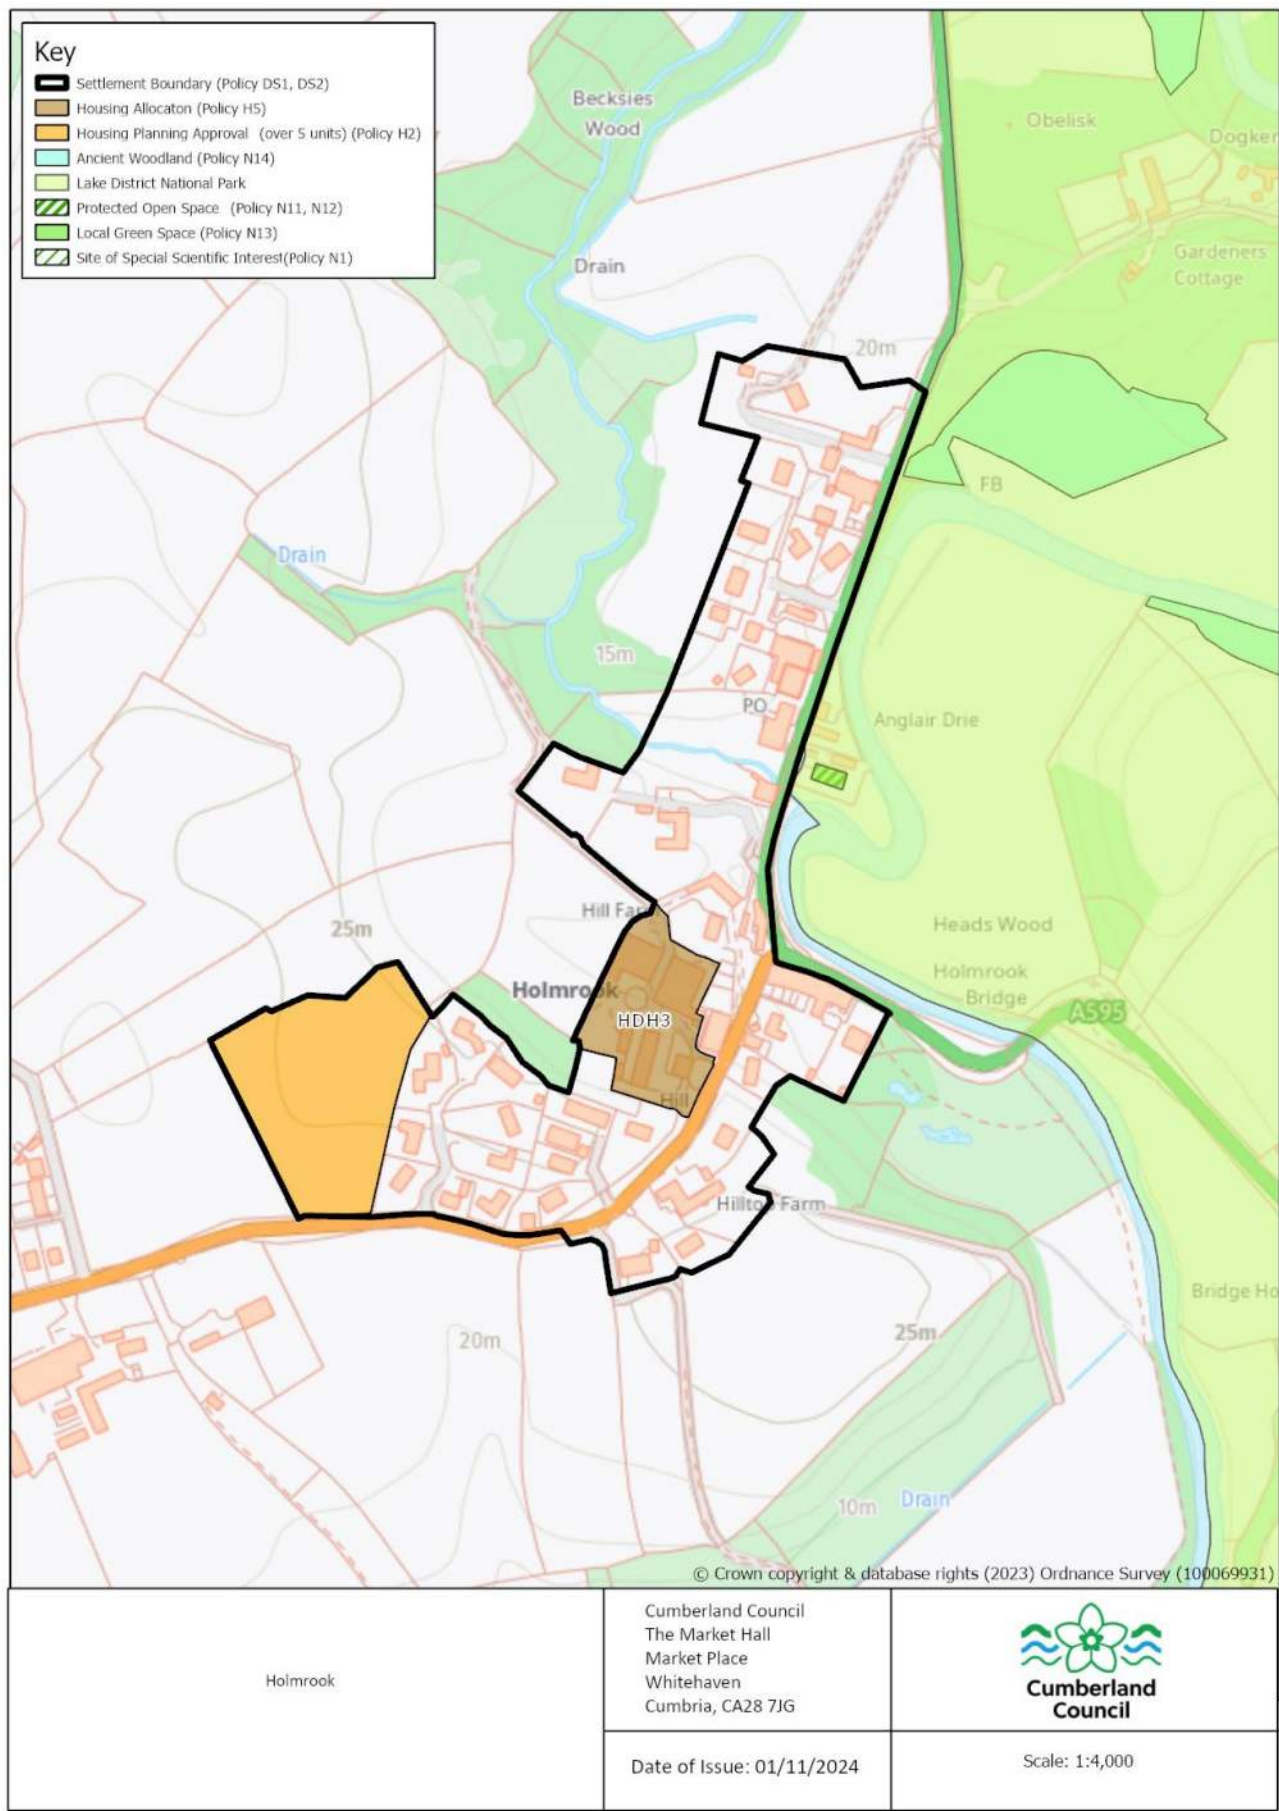 Key
Settlement Boundary (Policy DS1, DS2)
Housing Allocaton (Policy H5)
Housing Planning Approval (over 5 units) (Policy H2)
Ancient Woodland (Policy N14)
Lake District National Park
Protected Open Space (Policy N11, N12)
Local Green Space (Policy N13)
Site of Special Scientific Interest(Policy N1)
Becksies
Wood
Obelisk
Dogker
Gardeners
Cottage
Drain
20m
FB
Drain
15m
PO
Anglair Drie
Hill Far
25m
Heads Wood
Holmrook
Bridge
Holmrook
A595
HDH3
Hill
Hilltop Farm
Bridge Ho
20m
25m
10m
Drain
© Crown copyright & database rights (2023) Ordnance Survey (100069931)
Holmrook
Cumberland Council
The Market Hall
Market Place
Whitehaven
Cumbria, CA28 7JG
Cumberland
Council
Date of Issue: 01/11/2024
Scale: 1:4,000